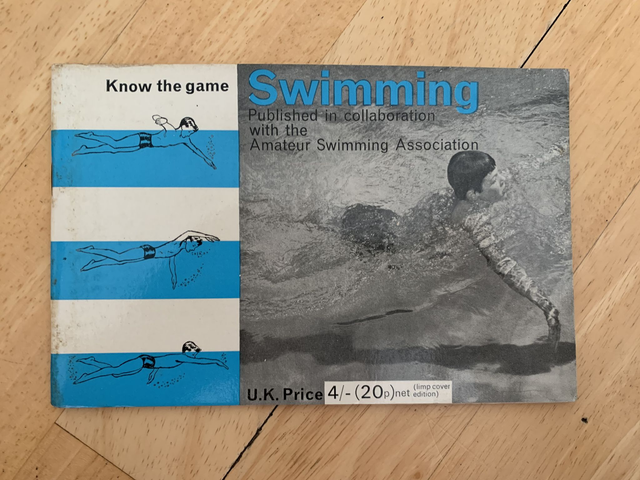 Know the game
Swimming
Published in collaboration
with the
Amateur Swimming Association
U.K. Price 4/- (20p) net (limp cover
edition)